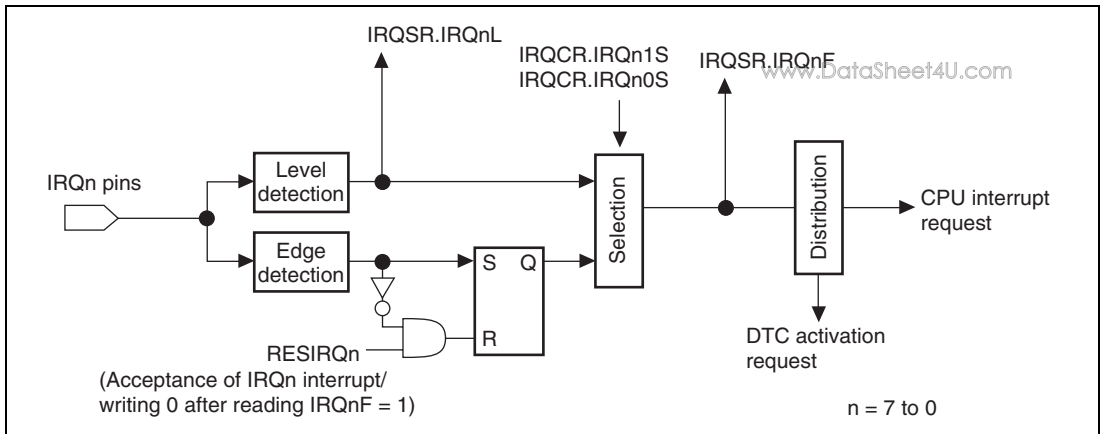 IRQSR.IRQnL
IRQCR.IRQn1S
IRQCR.IRQn0S
IRQSR.IRQnF
www.DataSheet4U.com
IRQn pins
Level
detection
Edge
detection
S Q
R
Selection
Distribution
CPU interrupt
request
DTC activation
request
RESIRQn
(Acceptance of IRQn interrupt/
writing 0 after reading IRQnF = 1)
n = 7 to 0